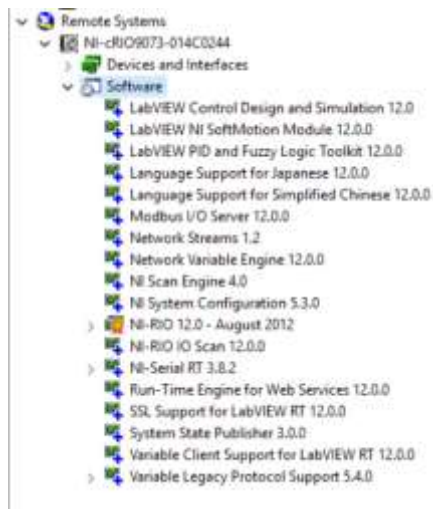 Remote Systems
NI-cRIO9073-014C0244
Devices and Interfaces
Software
LabVIEW Control Design and Simulation 12.0
LabVIEW NI SoftMotion Module 12.0.0
LabVIEW PID and Fuzzy Logic Toolkit 12.0.0
Language Support for Japanese 12.0.0
Language Support for Simplified Chinese 12.0.0
Modbus I/O Server 12.0.0
Network Streams 1.2
Network Variable Engine 12.0.0
NI Scan Engine 4.0
NI System Configuration 5.3.0
NI-RIO 12.0 - August 2012
NI-RIO IO Scan 12.0.0
NI-Serial RT 3.8.2
Run-Time Engine for Web Services 12.0.0
SSL Support for LabVIEW RT 12.0.0
System State Publisher 3.0.0
Variable Client Support for LabVIEW RT 12.0.0
Variable Legacy Protocol Support 5.4.0